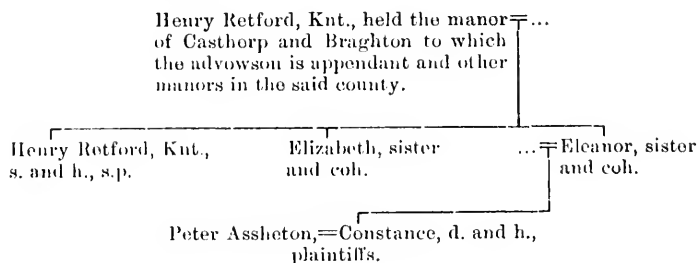 Henry Retford, Knt., held the manor ╤ ...
of Casthorp and Braghton to which
the advowson is appendant and other
manors in the said county.
Henry Retford, Knt.,
s. and h., s.p.
Elizabeth, sister
and coh.
...╤Eleanor, sister
and coh.
Peter Assheton,=Constance, d. and h.,
plaintiffs.